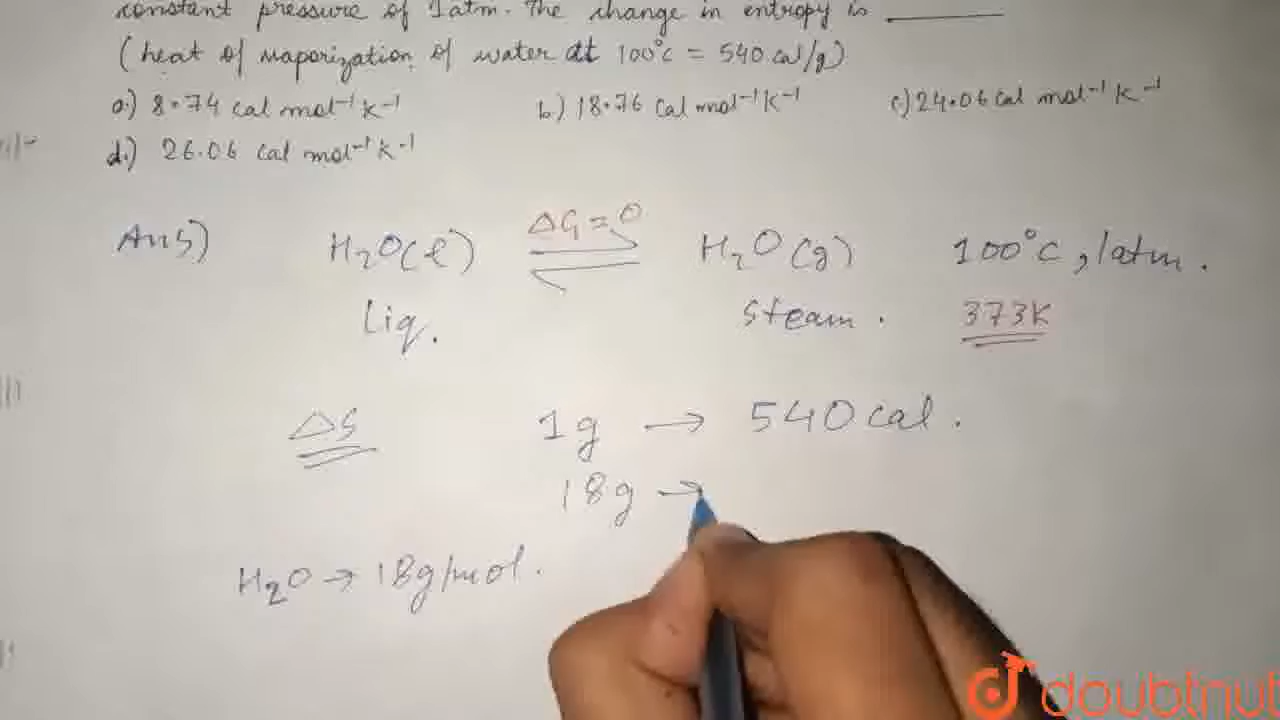 constant pressure of 1atm. The change in entropy is ______
(heat of vaporization of water at 100°C = 540 cal/g)
a.) 8.74 cal mol⁻¹ K⁻¹ b.) 18.76 cal mol⁻¹ K⁻¹ c) 24.06 cal mol⁻¹ K⁻¹
d.) 26.06 cal mol⁻¹ K⁻¹
Ans) H₂O(l) ΔG = 0 ⇌ H₂O(g) 100°C, 1atm.
Liq. Steam. 373K
ΔS 1g → 540 cal.
18g →
H₂O → 18g/mol.
doubtnut